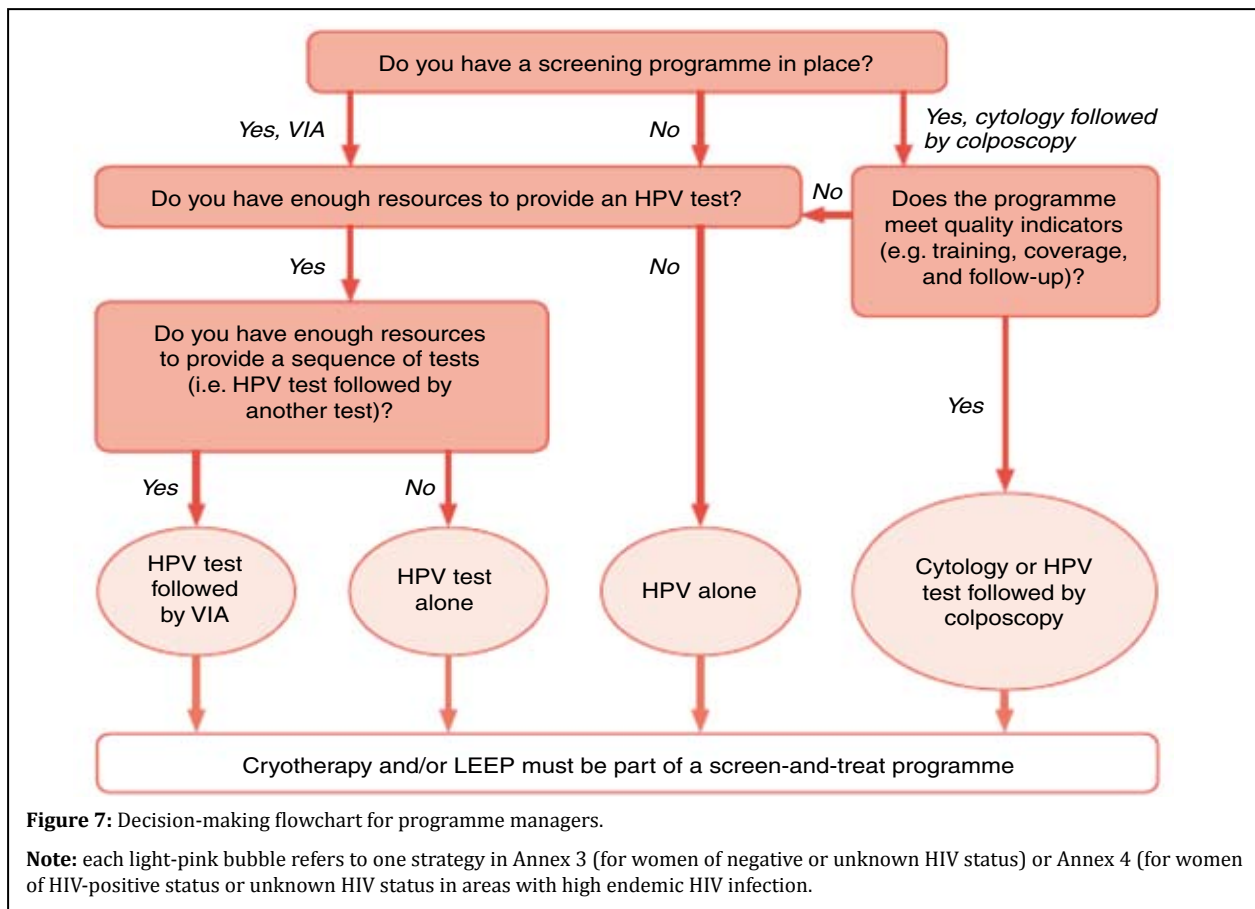 Do you have a screening programme in place?
Yes, VIA
No
Yes, cytology followed
by colposcopy
Do you have enough resources to provide an HPV test?
No
Does the programme
meet quality indicators
(e.g. training, coverage,
and follow-up)?
Yes
No
Do you have enough resources
to provide a sequence of tests
(i.e. HPV test followed by
another test)?
Yes
Yes
No
HPV test
followed
by VIA
HPV test
alone
HPV alone
Cytology or HPV
test followed by
colposcopy
Cryotherapy and/or LEEP must be part of a screen-and-treat programme
Figure 7: Decision-making flowchart for programme managers.
Note: each light-pink bubble refers to one strategy in Annex 3 (for women of negative or unknown HIV status) or Annex 4 (for women
of HIV-positive status or unknown HIV status in areas with high endemic HIV infection.